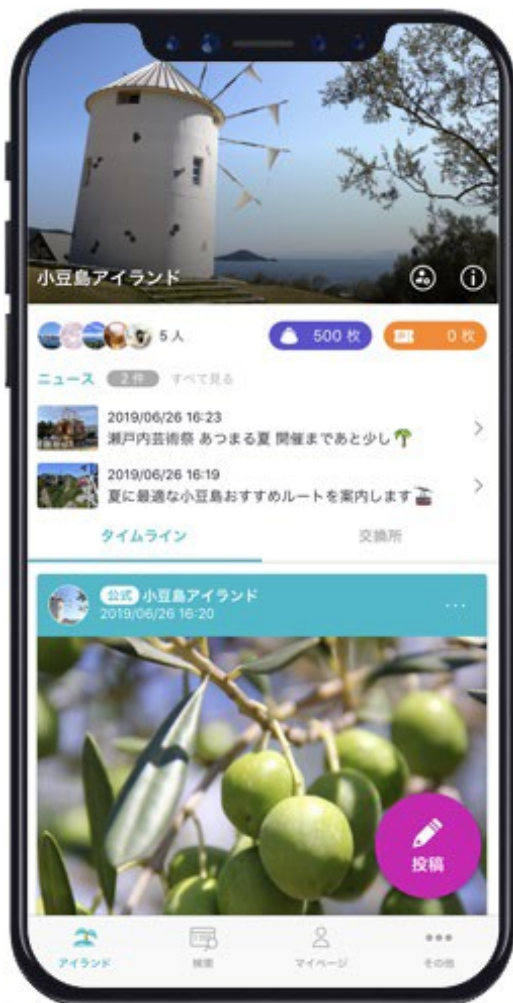 小豆島アイランド
5人
500 枚
0 枚
ニュース 2件 すべて見る
2019/06/26 16:23
瀬戸内芸術祭 あつまる夏 開催まであと少し🌴
2019/06/26 16:19
夏に最適な小豆島おすすめルートを案内します🚡
タイムライン 交換所
公式 小豆島アイランド
2019/06/26 16:20
投稿
アイランド 検索 マイページ その他